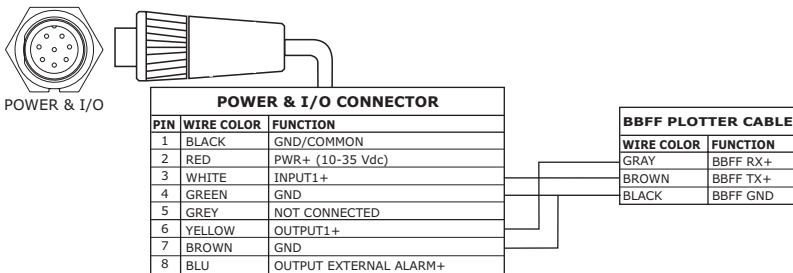 POWER & I/O
POWER & I/O CONNECTOR
PIN WIRE COLOR FUNCTION
1 BLACK GND/COMMON
2 RED PWR+ (10-35 Vdc)
3 WHITE INPUT1+
4 GREEN GND
5 GREY NOT CONNECTED
6 YELLOW OUTPUT1+
7 BROWN GND
8 BLU OUTPUT EXTERNAL ALARM+
BBFF PLOTTER CABLE
WIRE COLOR FUNCTION
GRAY BBFF RX+
BROWN BBFF TX+
BLACK BBFF GND